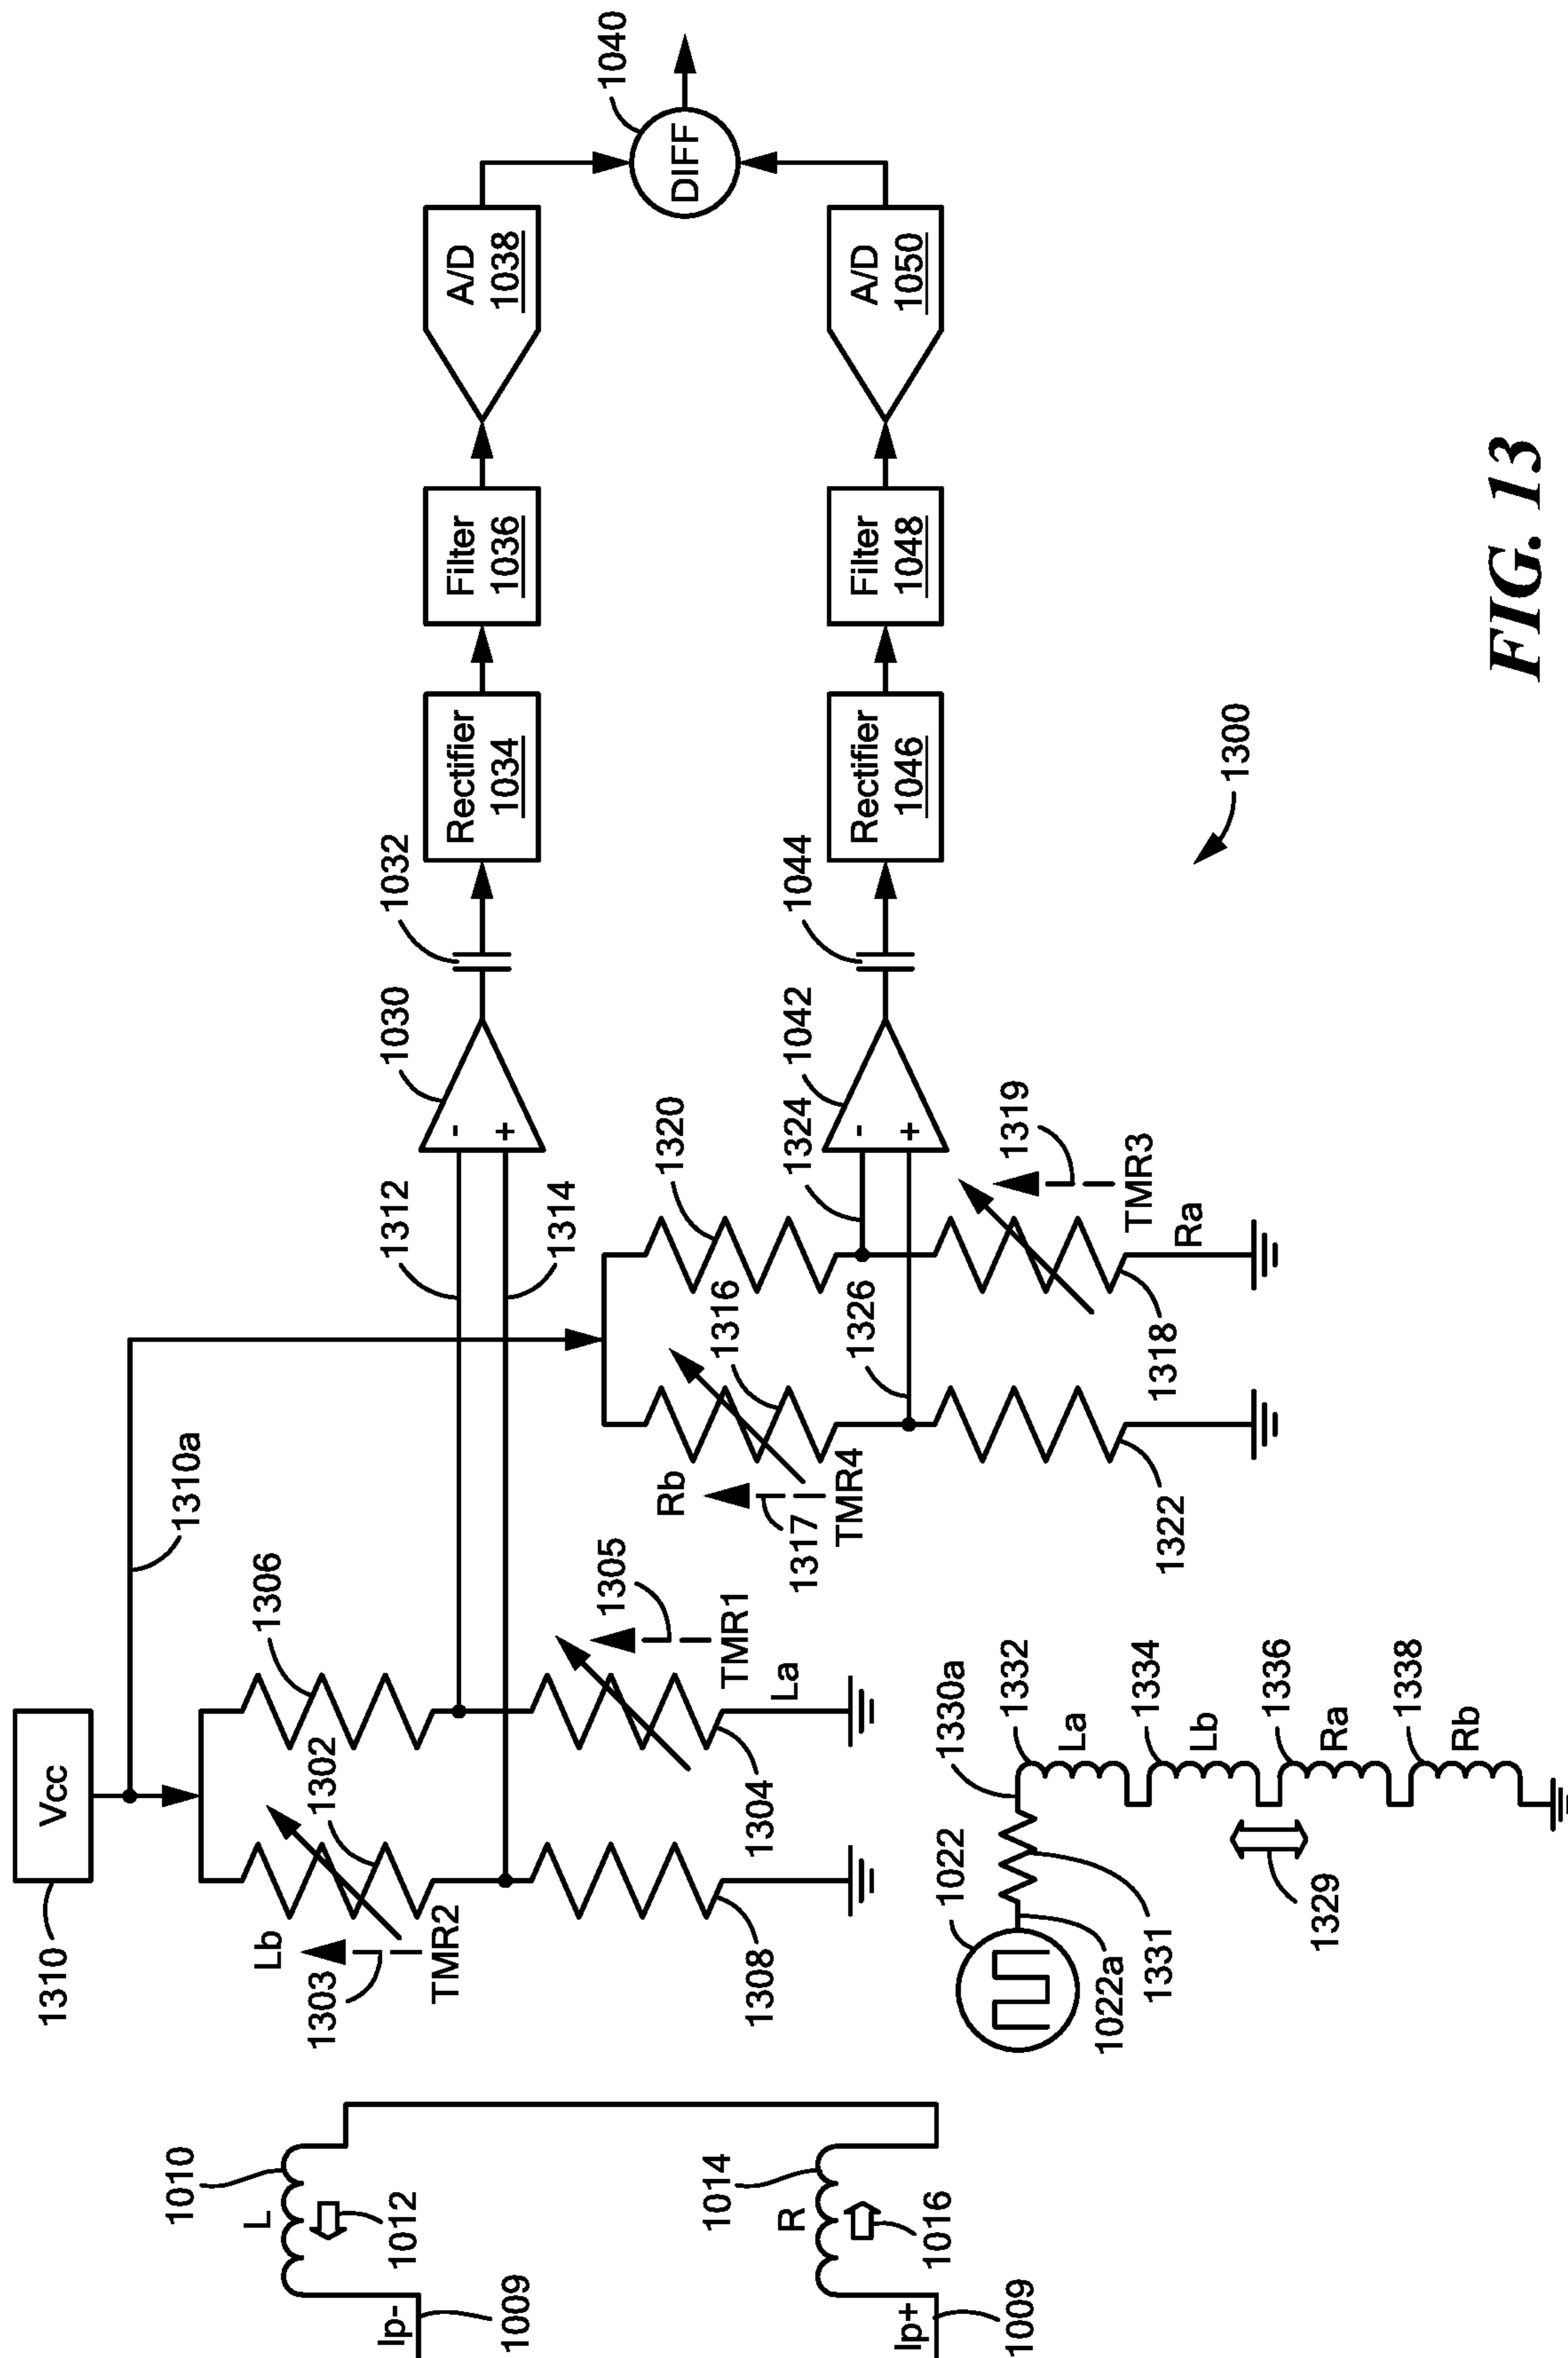 1310
Vcc
1310a
1306
1302
Lb
1303
TMR2
1308
1304
La
TMR1
1305
1312
1314
-
+
1030
1032
Rectifier
1034
Filter
1036
A/D
1038
DIFF
1040
1010
L
1012
Ip-
1009
1014
R
1016
Ip+
1009
Rb
1317
TMR4
1316
1320
1326
1324
1322
1318
Ra
TMR3
1319
-
+
1042
1044
Rectifier
1046
Filter
1048
A/D
1050
1022
1022a
1331
1330a
1332
La
1334
Lb
1336
Ra
1338
Rb
1329
1300
FIG. 13